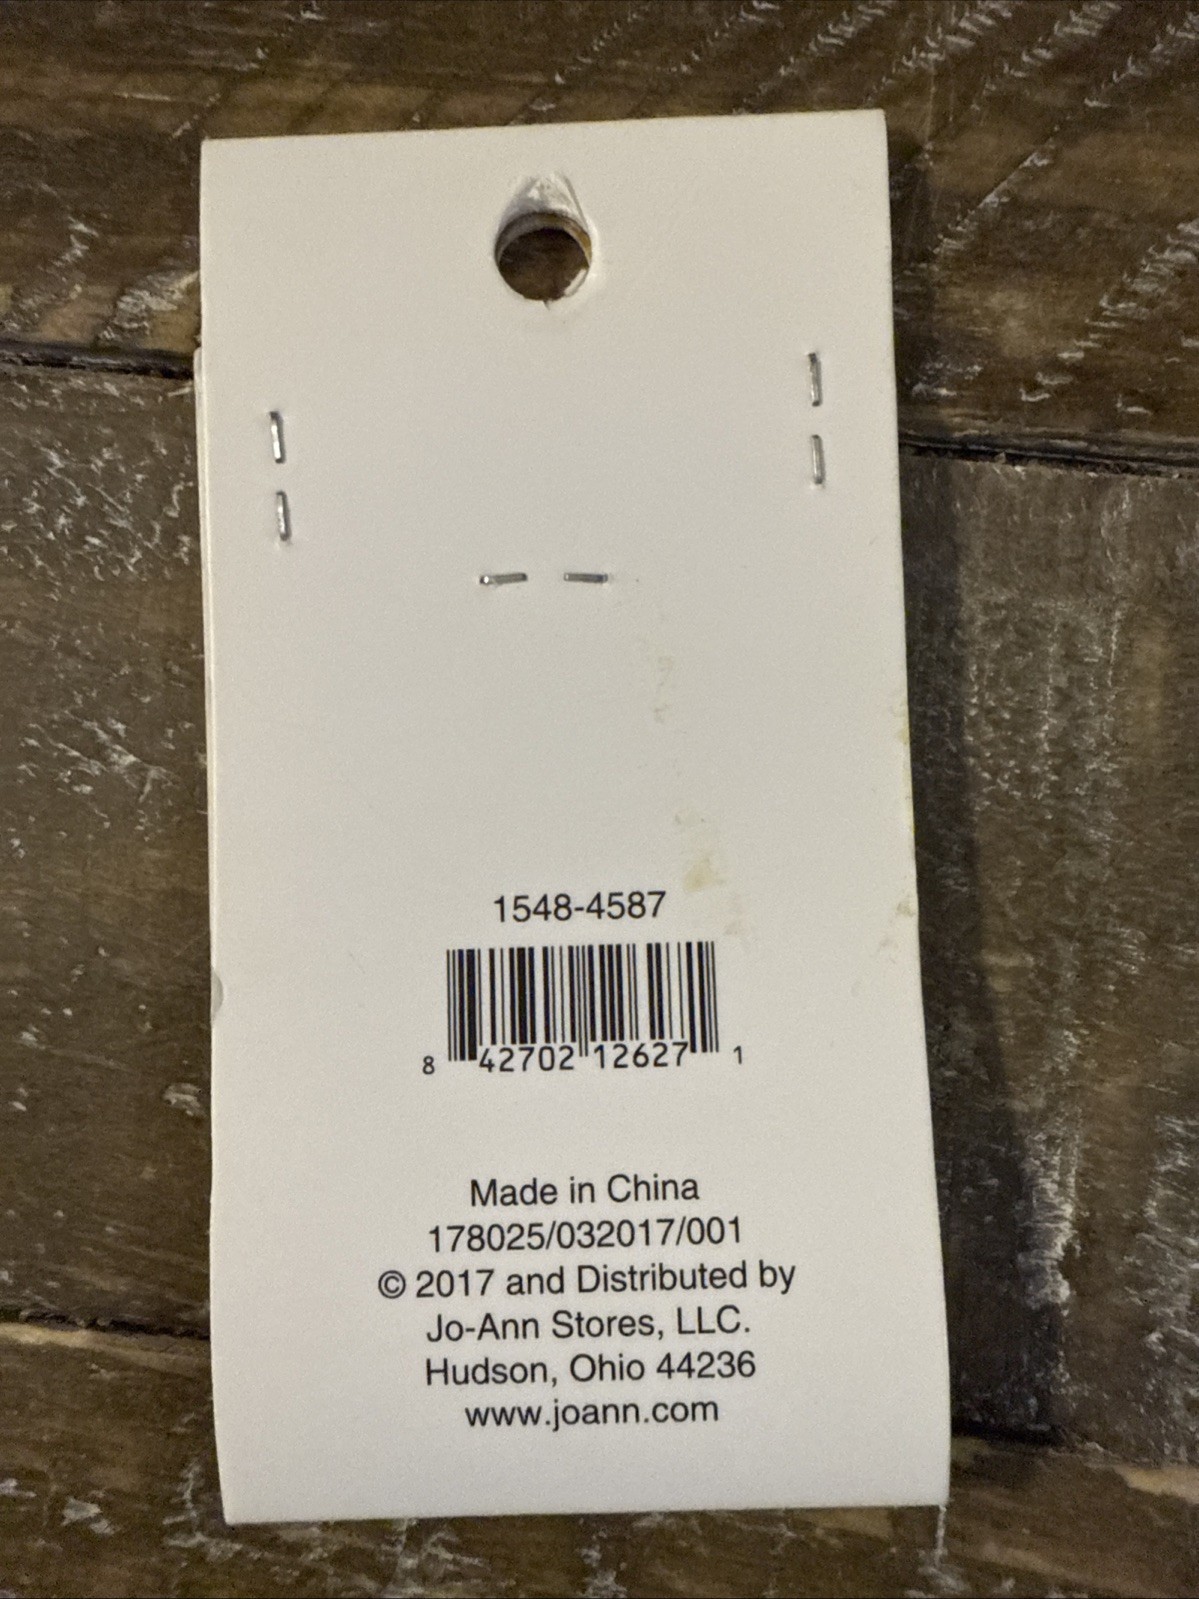 1548-4587
8 42702 12627 1
Made in China
178025/032017/001
© 2017 and Distributed by
Jo-Ann Stores, LLC.
Hudson, Ohio 44236
www.joann.com